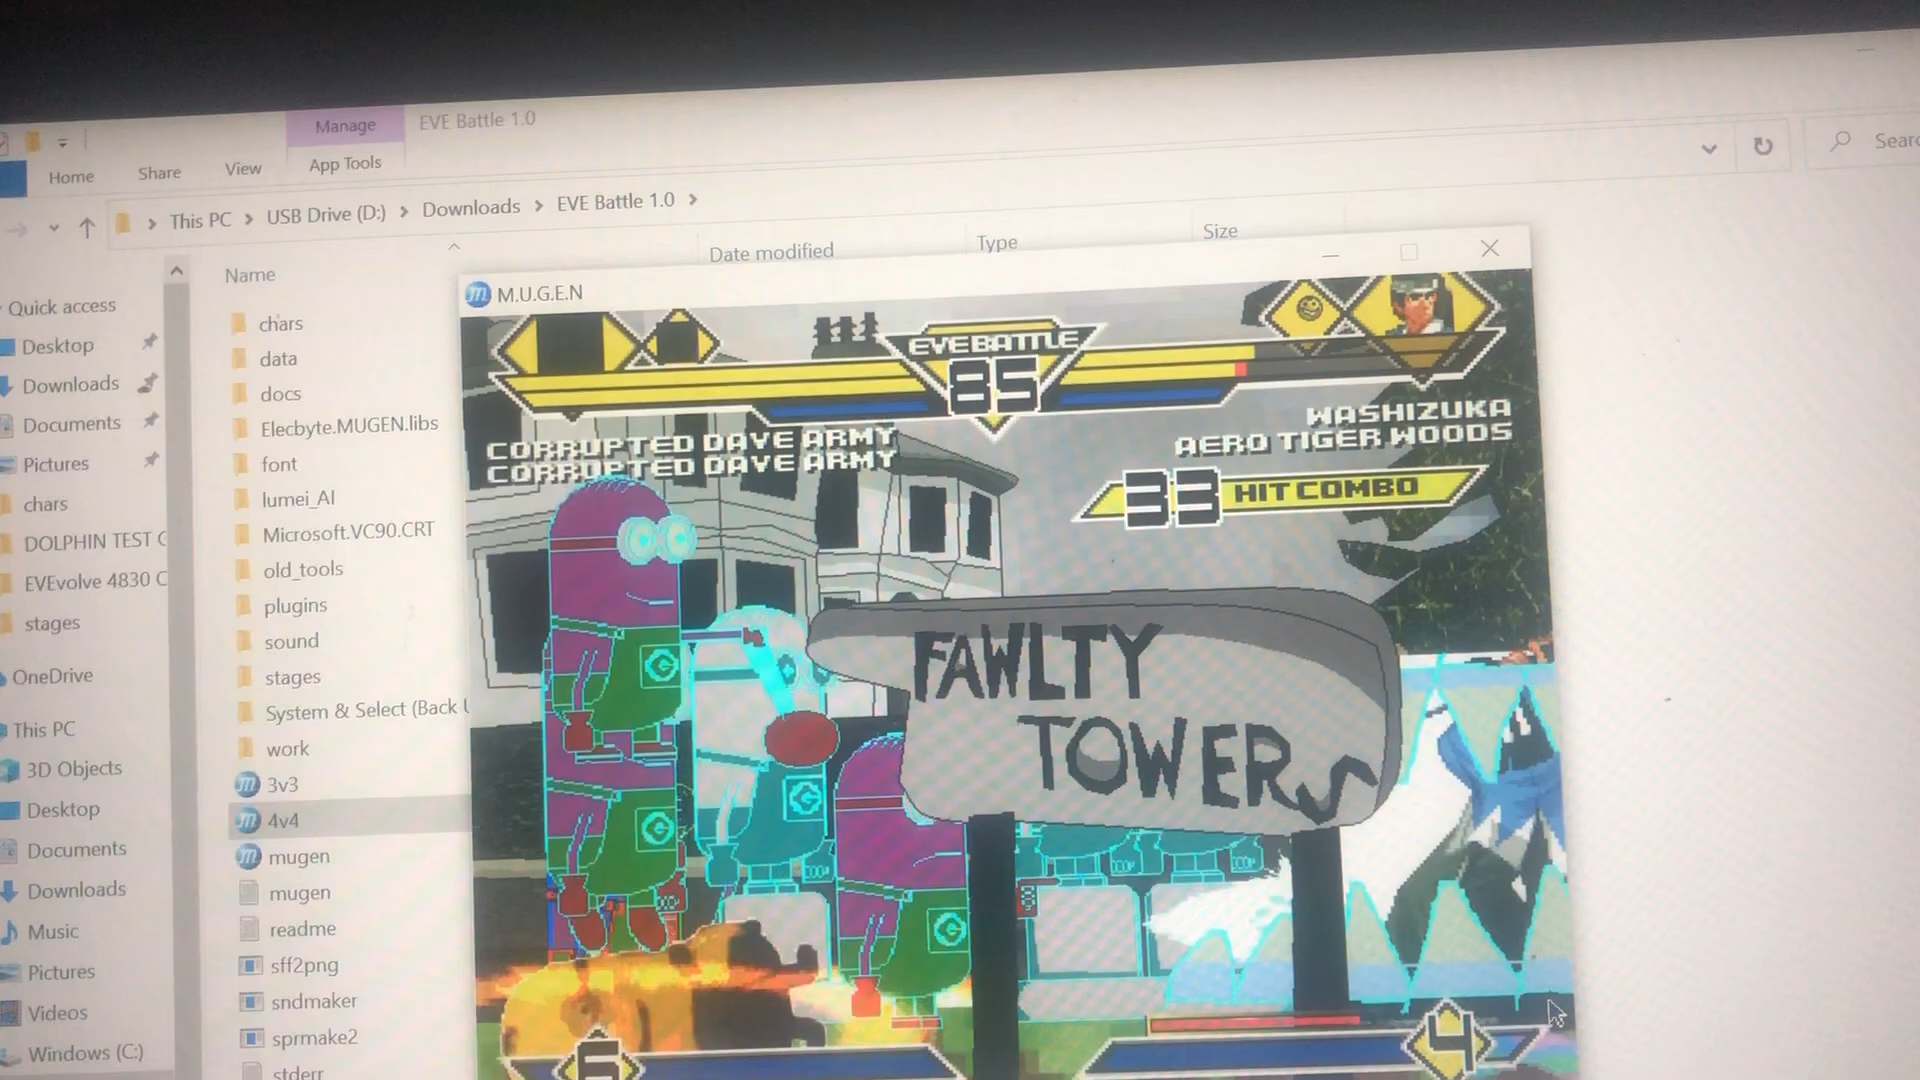 Manage
EVE Battle 1.0
Home
Share
View
App Tools
This PC > USB Drive (D:) > Downloads > EVE Battle 1.0 >
Name
Date modified
Type
Size
Quick access
Desktop
Downloads
Documents
Pictures
chars
DOLPHIN TEST
EVEvolve 4830 C
stages
OneDrive
This PC
3D Objects
Desktop
Documents
Downloads
Music
Pictures
Videos
Windows (C:)
chars
data
docs
Elecbyte.MUGEN.libs
font
lumei_AI
Microsoft.VC90.CRT
old_tools
plugins
sound
stages
System & Select (Back
work
3v3
4v4
mugen
mugen
readme
sff2png
sndmaker
sprmake2
stderr
M.U.G.E.N
EVEBATTLE
85
CORRUPTED DAVE ARMY
CORRUPTED DAVE ARMY
WASHIZUKA
AERO TIGER WOODS
33 HIT COMBO
FAWLTY
TOWERS
4